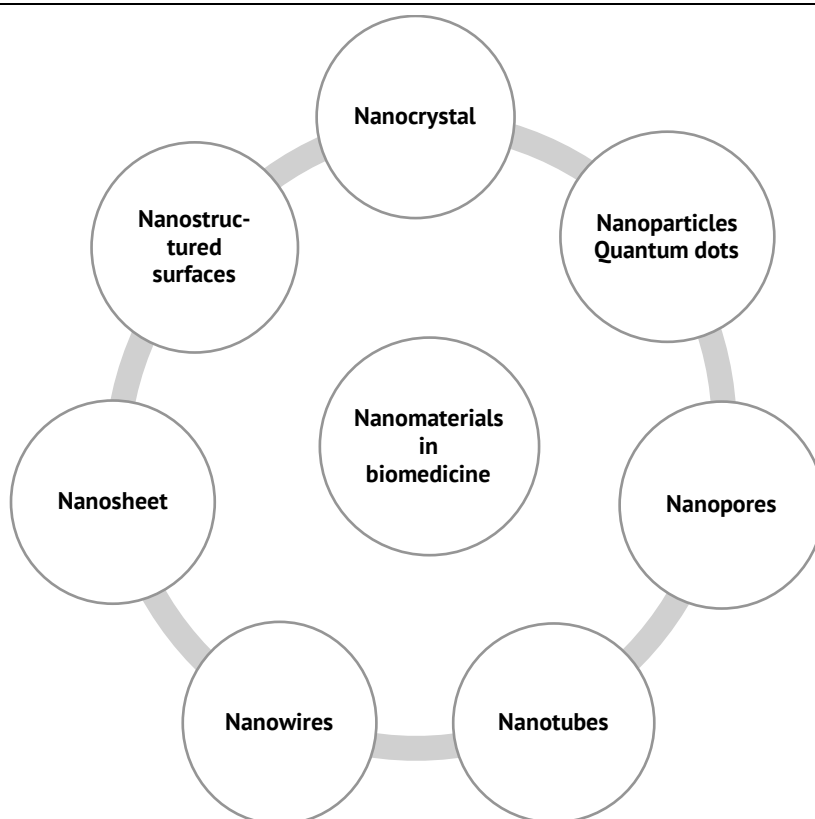 Nanocrystal
Nanoparticles
Quantum dots
Nanostruc-
tured
surfaces
Nanomaterials
in
biomedicine
Nanosheet
Nanopores
Nanowires
Nanotubes